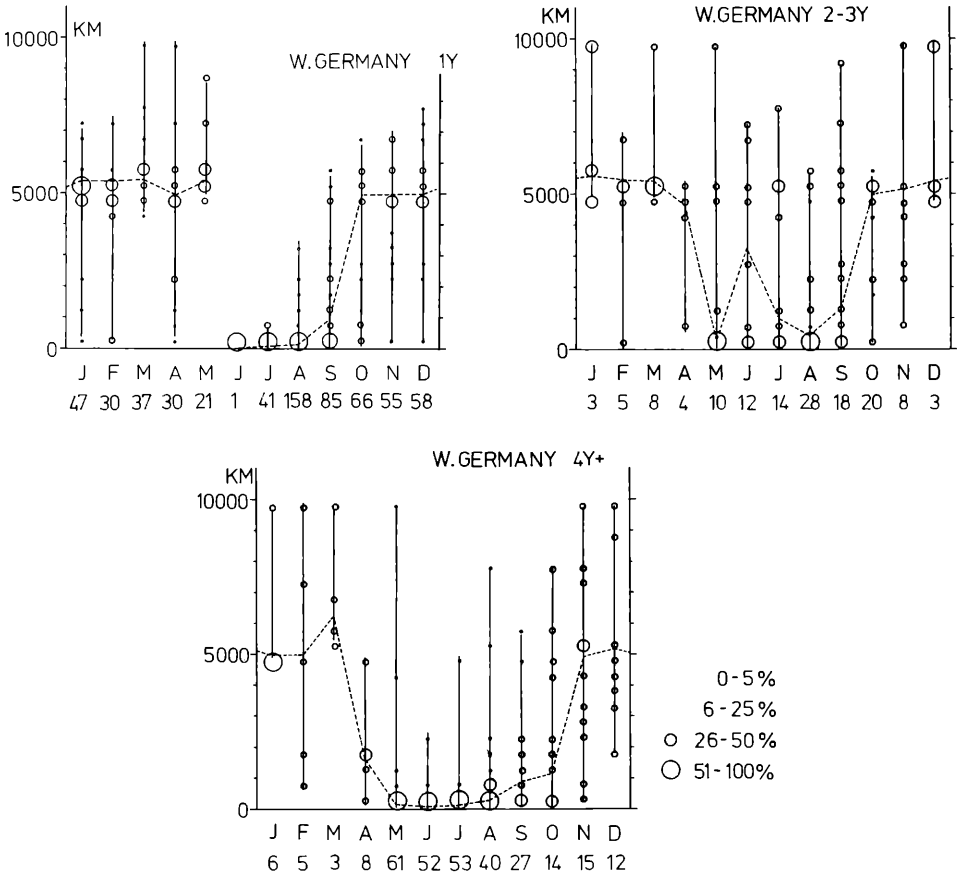 KM
W. GERMANY 1Y
10000
5000
0
J F M A M J J A S O N D
47 30 37 30 21 1 41 158 85 66 55 58
W. GERMANY 2-3Y
KM
10000
5000
0
J F M A M J J A S O N D
3 5 8 4 10 12 14 28 18 20 8 3
W. GERMANY 4Y+
KM
10000
5000
0
J F M A M J J A S O N D
6 5 3 8 61 52 53 40 27 14 15 12
0-5%
6-25%
26-50%
51-100%